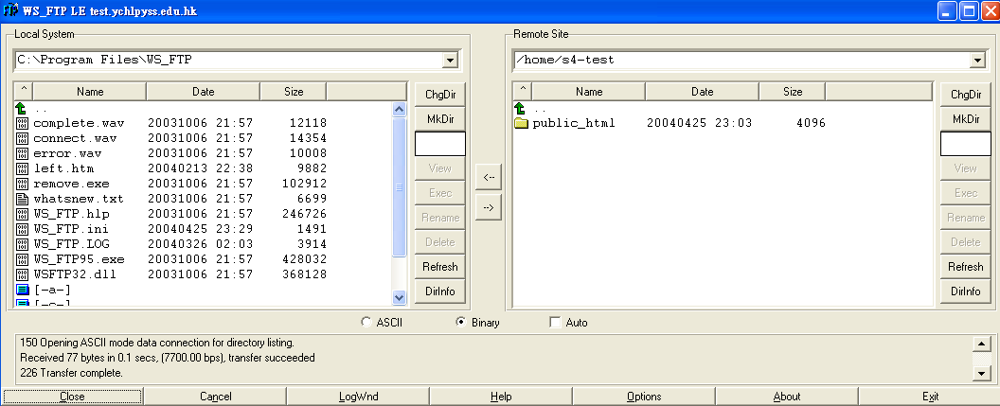 WS_FTP LE test.ychlpyss.edu.hk
Local System
C:\Program Files\WS_FTP
^ Name Date Size
..
complete.wav 20031006 21:57 12118
connect.wav 20031006 21:57 14354
error.wav 20031006 21:57 10008
left.htm 20040213 22:38 9882
remove.exe 20031006 21:57 102912
whatsnew.txt 20031006 21:57 6699
WS_FTP.hlp 20031006 21:57 246726
WS_FTP.ini 20040425 23:29 1491
WS_FTP.LOG 20040326 02:03 3914
WS_FTP95.exe 20031006 21:57 428032
WSFTP32.dll 20031006 21:57 368128
[-a-]
[-c-]
ChgDir
MkDir
View
Exec
Rename
Delete
Refresh
DirInfo
<--
-->
Remote Site
/home/s4-test
^ Name Date Size
..
public_html 20040425 23:03 4096
ChgDir
MkDir
View
Exec
Rename
Delete
Refresh
DirInfo
ASCII Binary Auto
150 Opening ASCII mode data connection for directory listing.
Received 77 bytes in 0.1 secs, (7700.00 bps), transfer succeeded
226 Transfer complete.
Close Cancel LogWnd Help Options About Exit